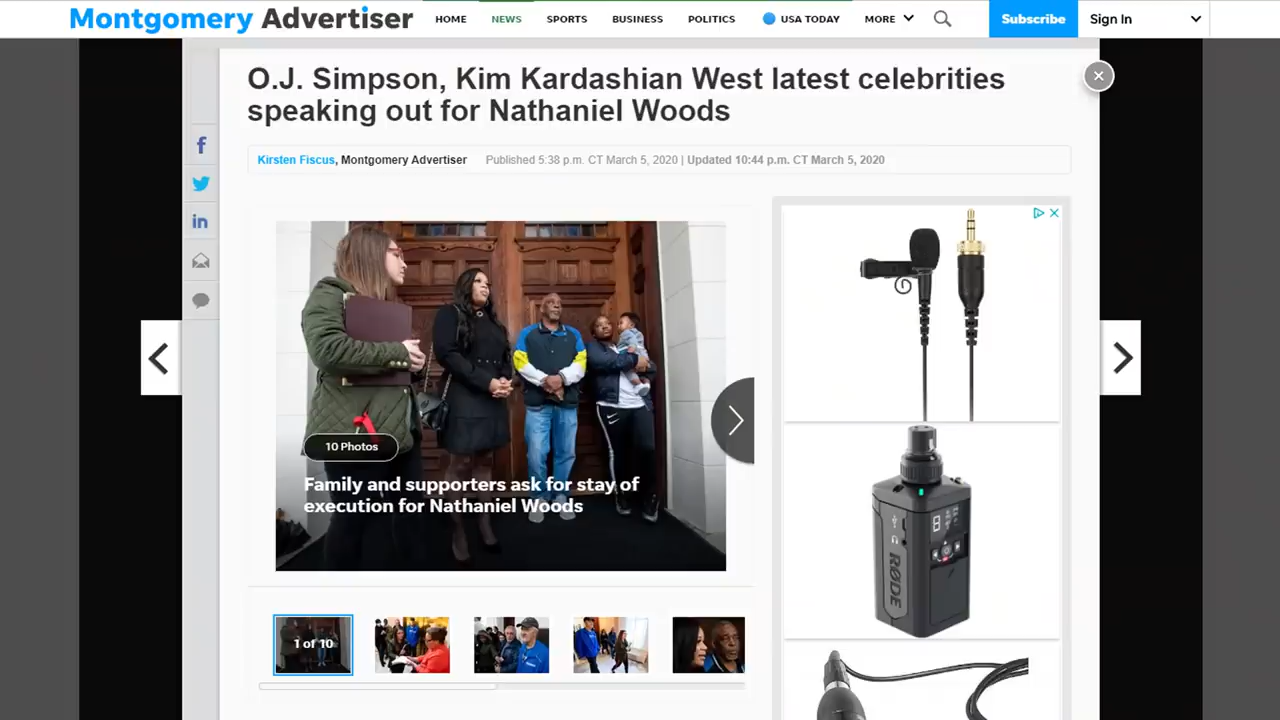 Montgomery Advertiser
HOME
NEWS
SPORTS
BUSINESS
POLITICS
USA TODAY
MORE
Subscribe
Sign In
O.J. Simpson, Kim Kardashian West latest celebrities
speaking out for Nathaniel Woods
Kirsten Fiscus, Montgomery Advertiser
Published 5:38 p.m. CT March 5, 2020 | Updated 10:44 p.m. CT March 5, 2020
10 Photos
Family and supporters ask for stay of
execution for Nathaniel Woods
RØDE
1 of 10